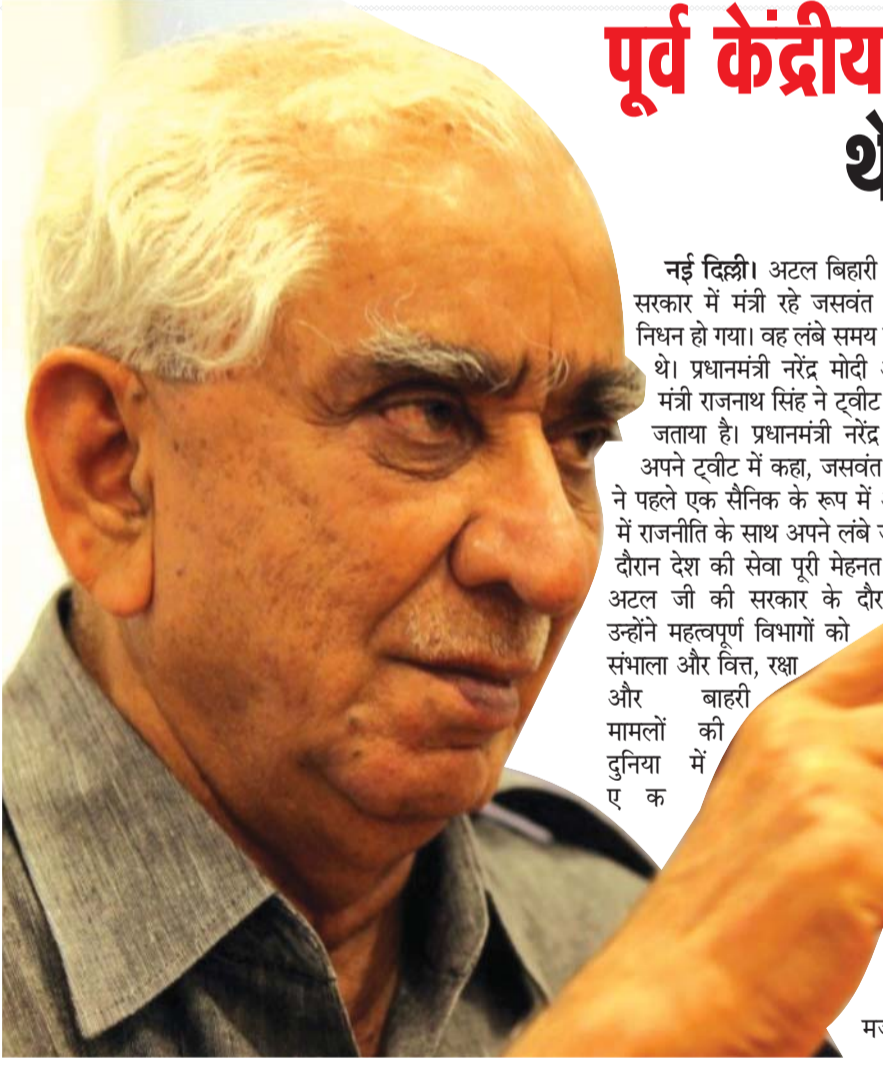 पूर्व केंद्रीय
थे
नई दिल्ली। अटल बिहारी
सरकार में मंत्री रहे जसवंत
निधन हो गया। वह लंबे समय
थे। प्रधानमंत्री नरेंद्र मोदी
मंत्री राजनाथ सिंह ने ट्वीट
जताया है। प्रधानमंत्री नरेंद्र
अपने ट्वीट में कहा, जसवंत
ने पहले एक सैनिक के रूप में
में राजनीति के साथ अपने लंबे
दौरान देश की सेवा पूरी मेहनत
अटल जी की सरकार के दौर
उन्होंने महत्वपूर्ण विभागों को
संभाला और वित्त, रक्षा
और बाहरी
मामलों की
दुनिया में
ए क